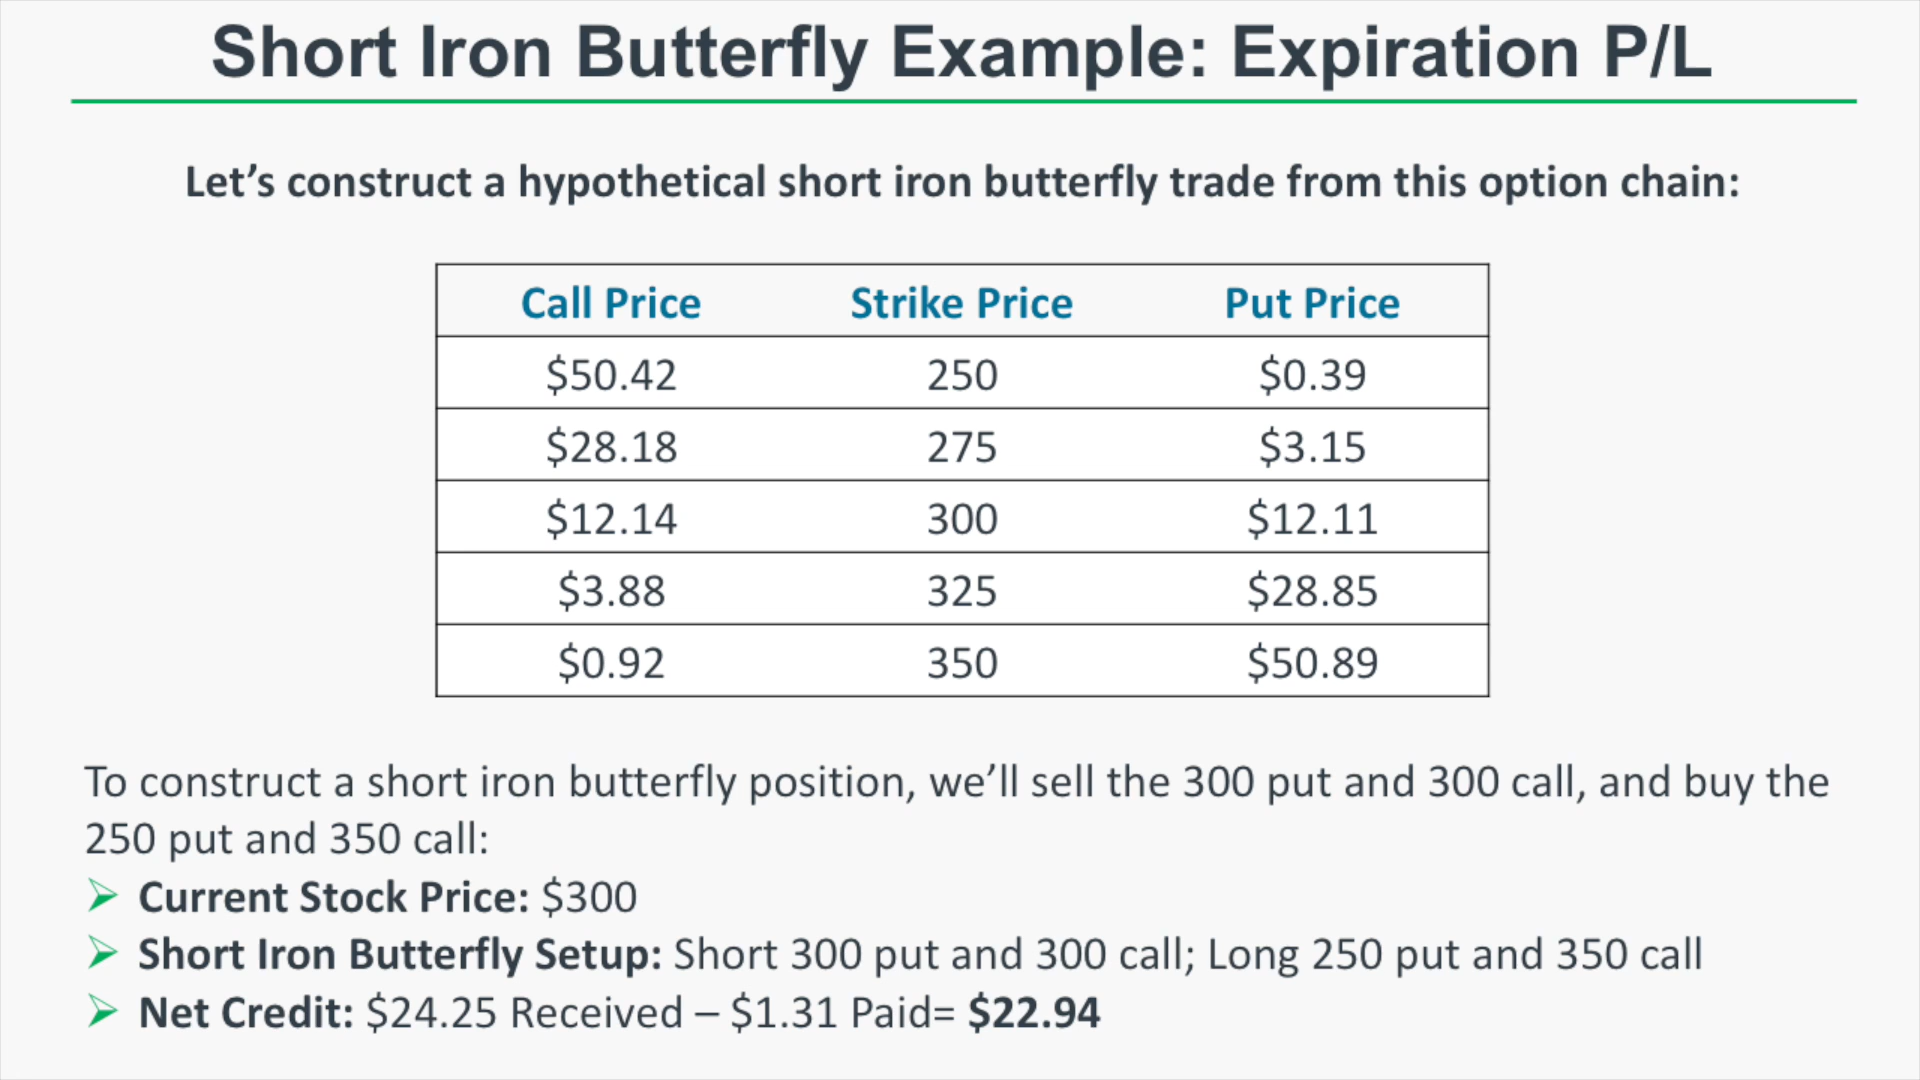 Short Iron Butterfly Example: Expiration P/L
Let’s construct a hypothetical short iron butterfly trade from this option chain:
Call Price Strike Price Put Price
$50.42 250 $0.39
$28.18 275 $3.15
$12.14 300 $12.11
$3.88 325 $28.85
$0.92 350 $50.89
To construct a short iron butterfly position, we’ll sell the 300 put and 300 call, and buy the
250 put and 350 call:
➢ Current Stock Price: $300
➢ Short Iron Butterfly Setup: Short 300 put and 300 call; Long 250 put and 350 call
➢ Net Credit: $24.25 Received – $1.31 Paid= $22.94